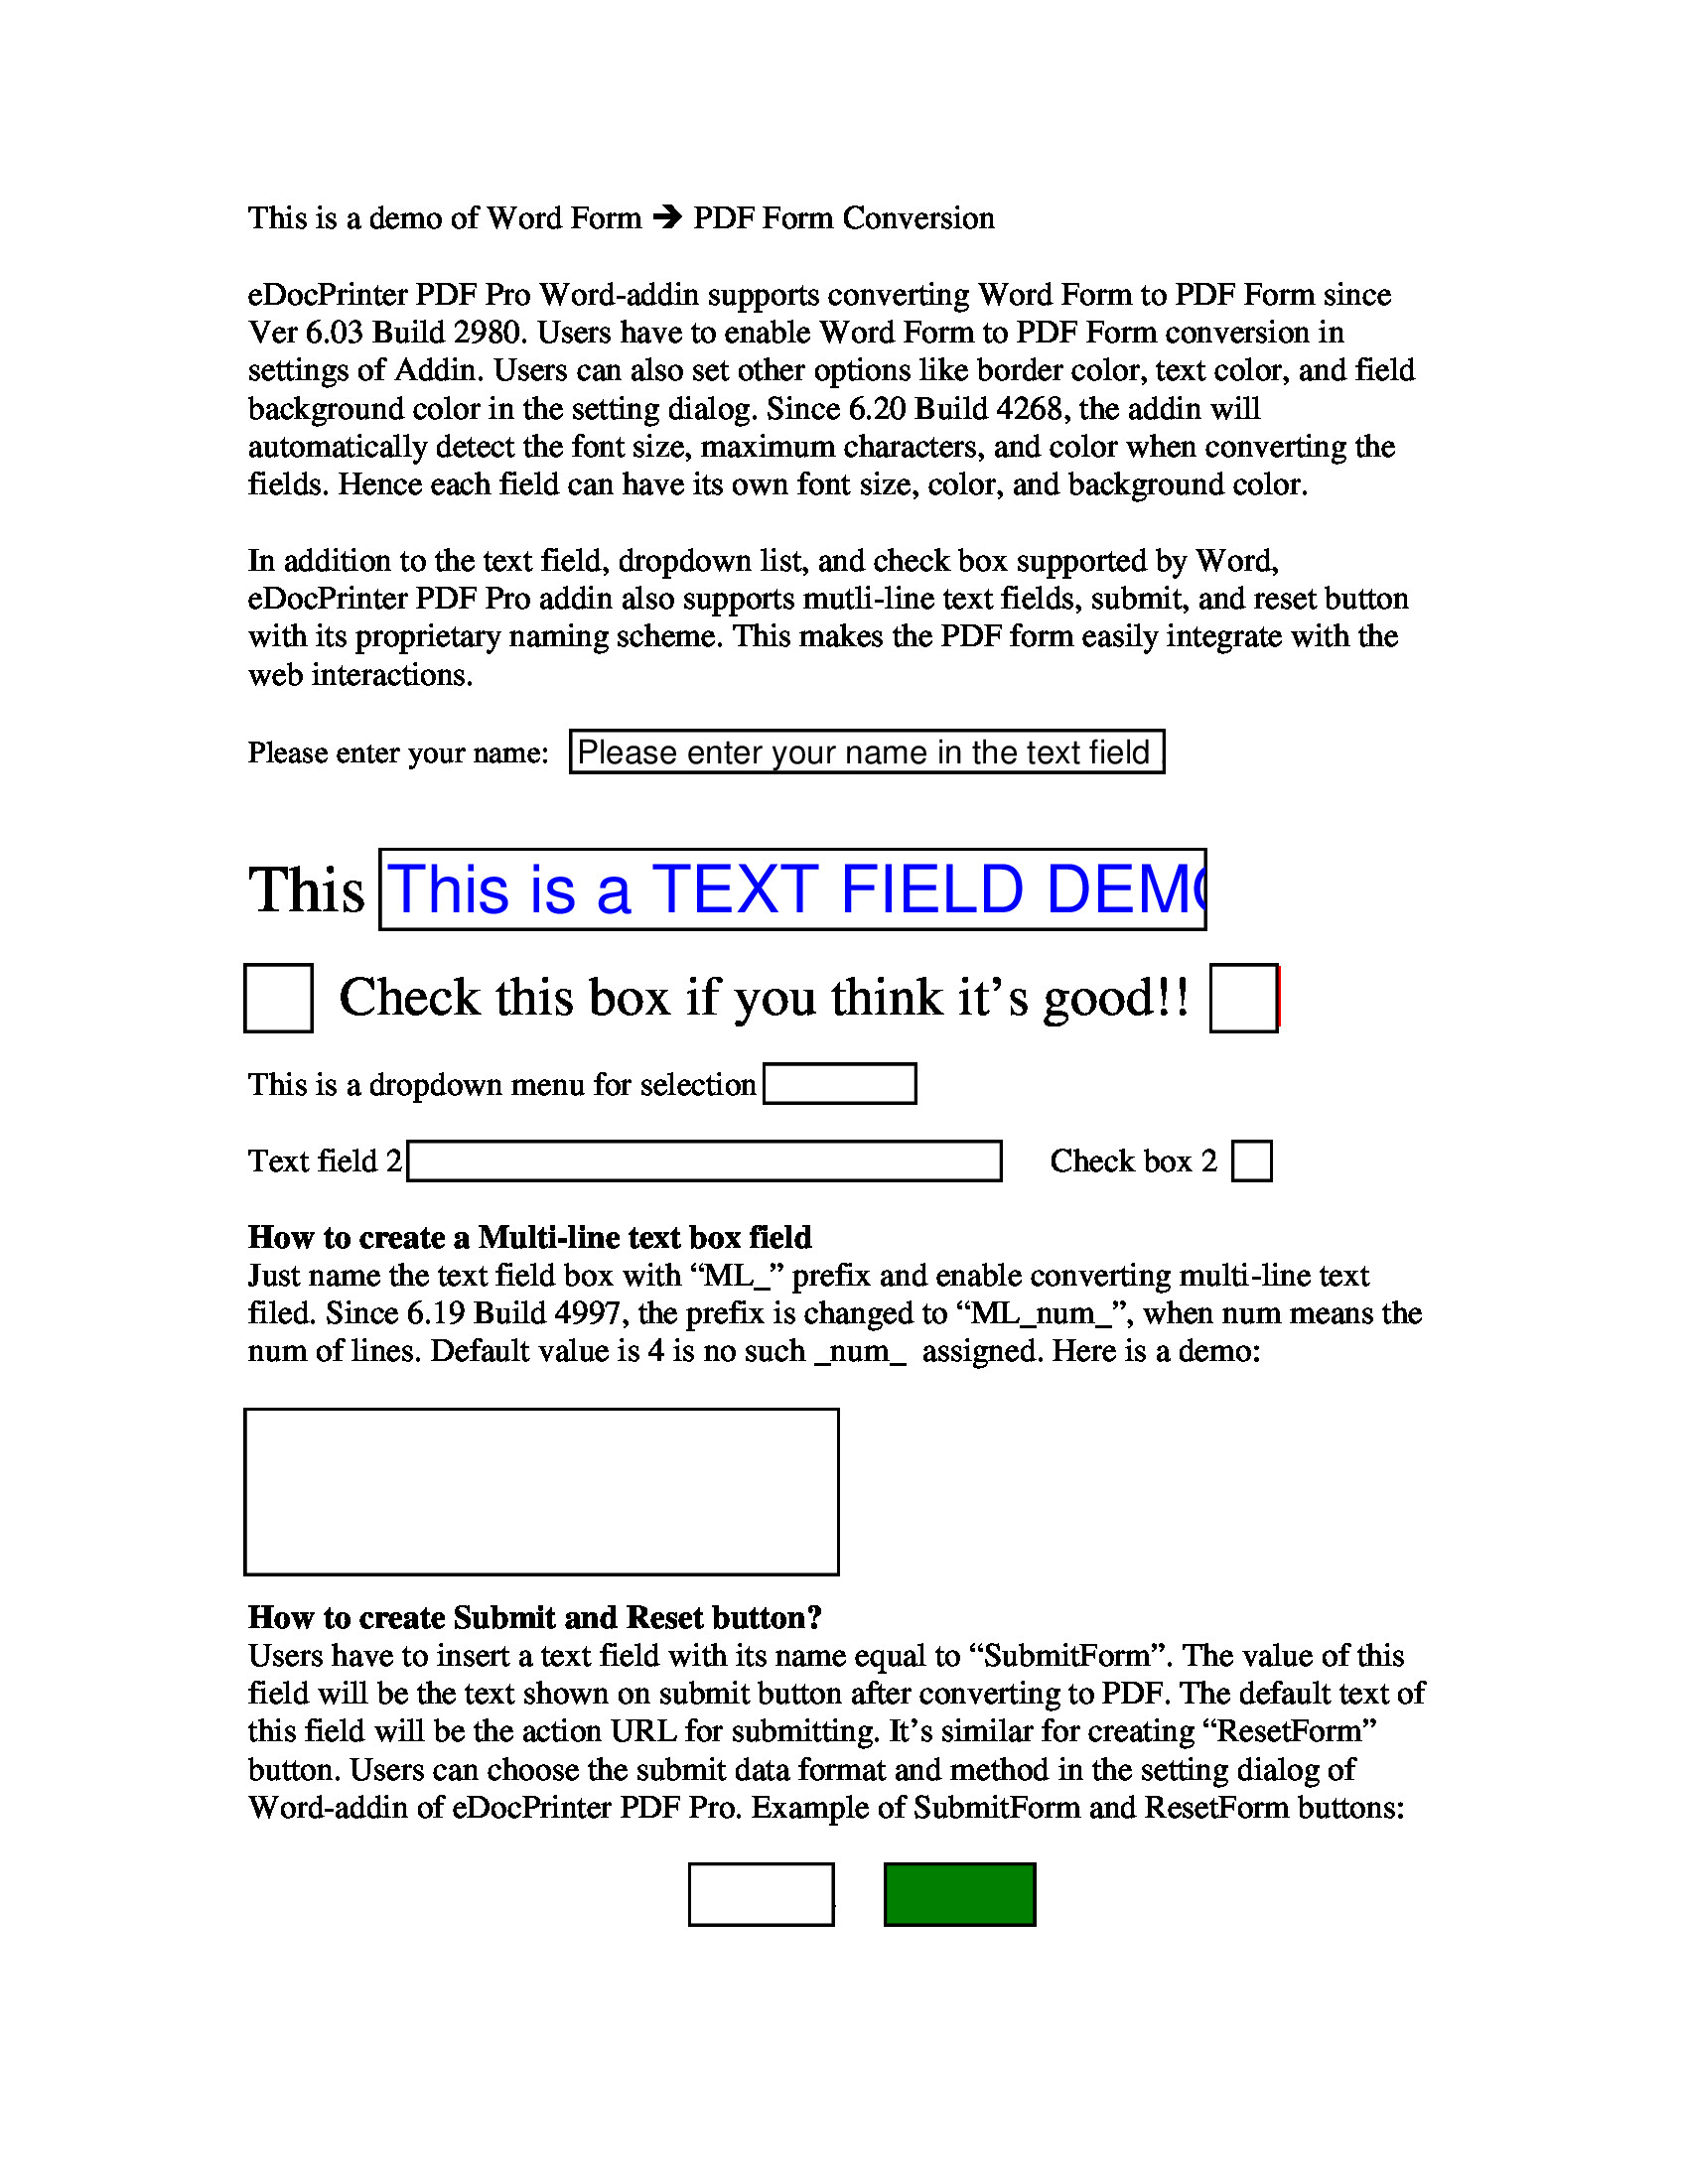 This is a demo of Word Form ➔ PDF Form Conversion
eDocPrinter PDF Pro Word-addin supports converting Word Form to PDF Form since
Ver 6.03 Build 2980. Users have to enable Word Form to PDF Form conversion in
settings of Addin. Users can also set other options like border color, text color, and field
background color in the setting dialog. Since 6.20 Build 4268, the addin will
automatically detect the font size, maximum characters, and color when converting the
fields. Hence each field can have its own font size, color, and background color.
In addition to the text field, dropdown list, and check box supported by Word,
eDocPrinter PDF Pro addin also supports mutli-line text fields, submit, and reset button
with its proprietary naming scheme. This makes the PDF form easily integrate with the
web interactions.
Please enter your name: Please enter your name in the text field
This This is a TEXT FIELD DEMO
Check this box if you think it’s good!!
This is a dropdown menu for selection
Text field 2 Check box 2
How to create a Multi-line text box field
Just name the text field box with “ML_” prefix and enable converting multi-line text
filed. Since 6.19 Build 4997, the prefix is changed to “ML_num_”, when num means the
num of lines. Default value is 4 is no such _num_ assigned. Here is a demo:
How to create Submit and Reset button?
Users have to insert a text field with its name equal to “SubmitForm”. The value of this
field will be the text shown on submit button after converting to PDF. The default text of
this field will be the action URL for submitting. It’s similar for creating “ResetForm”
button. Users can choose the submit data format and method in the setting dialog of
Word-addin of eDocPrinter PDF Pro. Example of SubmitForm and ResetForm buttons: